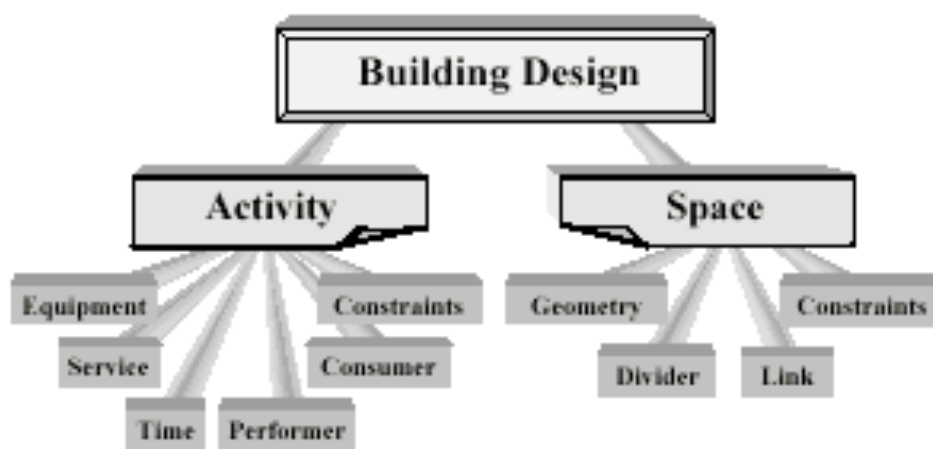 Building Design
Activity
Space
Equipment
Constraints
Geometry
Constraints
Service
Consumer
Divider
Link
Time
Performer